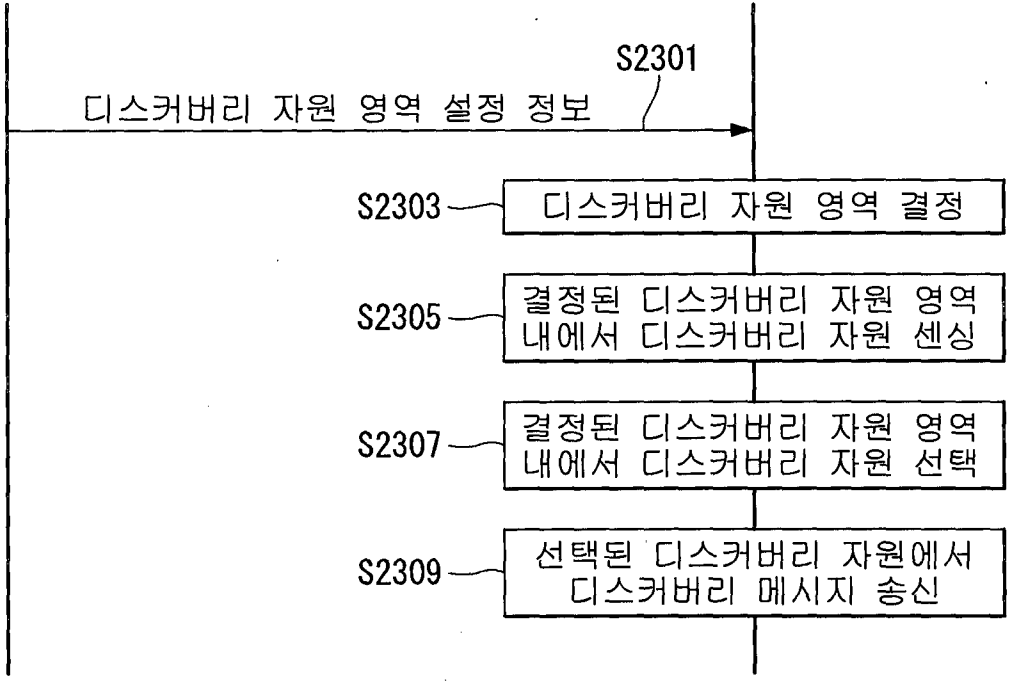 S2301
디스커버리 자원 영역 설정 정보
S2303
디스커버리 자원 영역 결정
S2305
결정된 디스커버리 자원 영역
내에서 디스커버리 자원 센싱
S2307
결정된 디스커버리 자원 영역
내에서 디스커버리 자원 선택
S2309
선택된 디스커버리 자원에서
디스커버리 메시지 송신